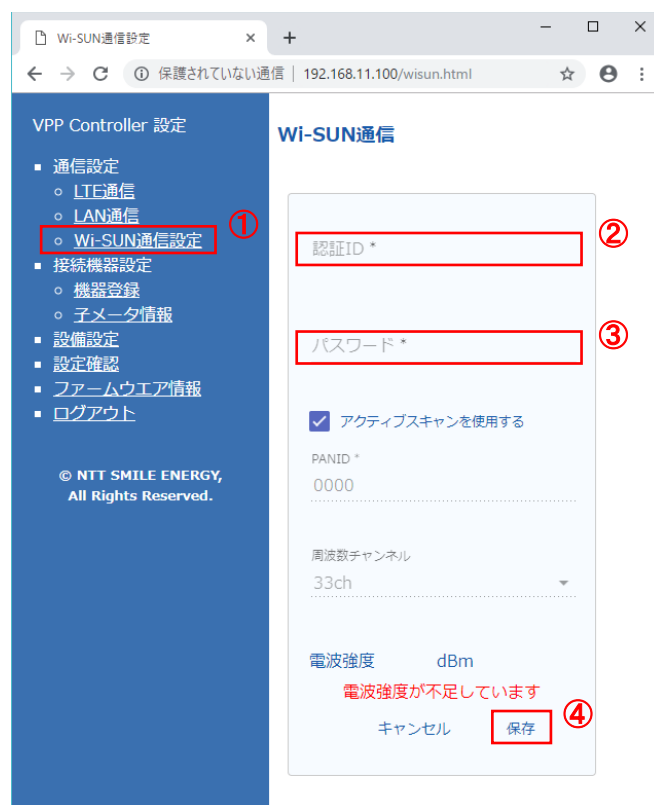 Wi-SUN通信設定
保護されていない通信 | 192.168.11.100/wisun.html
VPP Controller 設定
通信設定
LTE通信
LAN通信
Wi-SUN通信設定
①
接続機器設定
機器登録
子メータ情報
設備設定
設定確認
ファームウエア情報
ログアウト
© NTT SMILE ENERGY,
All Rights Reserved.
Wi-SUN通信
認証ID *
②
パスワード *
③
アクティブスキャンを使用する
PANID *
0000
周波数チャンネル
33ch
電波強度 dBm
電波強度が不足しています
キャンセル 保存
④